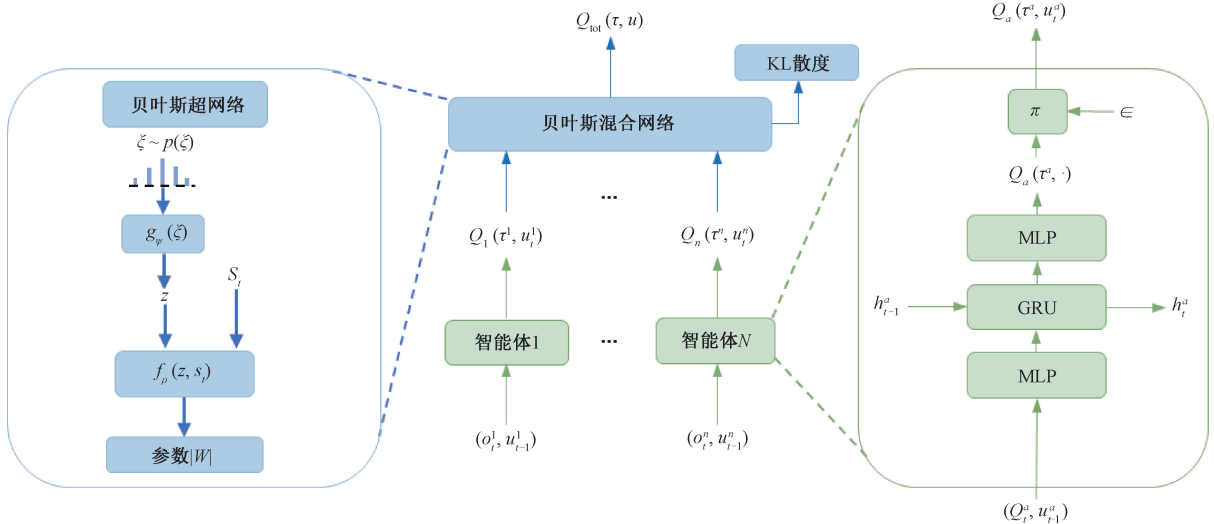 贝叶斯超网络
ξ ~ p(ξ)
g_ψ(ξ)
z
S_t
f_ρ(z, s_t)
参数|W|
Q_tot(τ, u)
KL散度
贝叶斯混合网络
...
Q_1(τ^1, u_t^1)
Q_n(τ^n, u_t^n)
智能体1
...
智能体N
(o_t^1, u_{t-1}^1)
(o_t^n, u_{t-1}^n)
Q_a(τ^a, u_t^a)
π
∈
Q_a(τ^a, ·)
MLP
h_{t-1}^a
GRU
h_t^a
MLP
(Q_t^a, u_{t-1}^a)